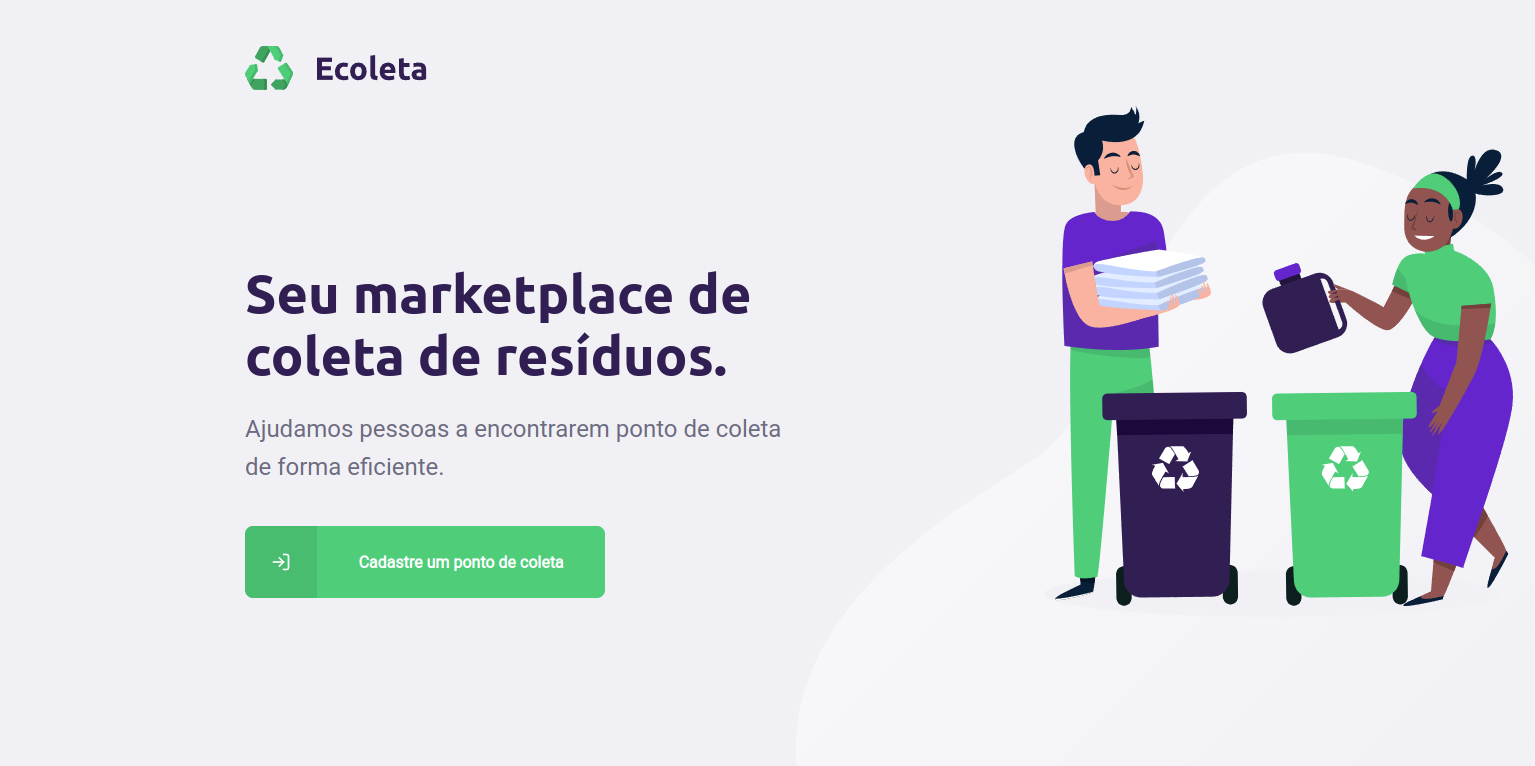 Ecoleta
Seu marketplace de
coleta de resíduos.
Ajudamos pessoas a encontrarem ponto de coleta
de forma eficiente.
Cadastre um ponto de coleta